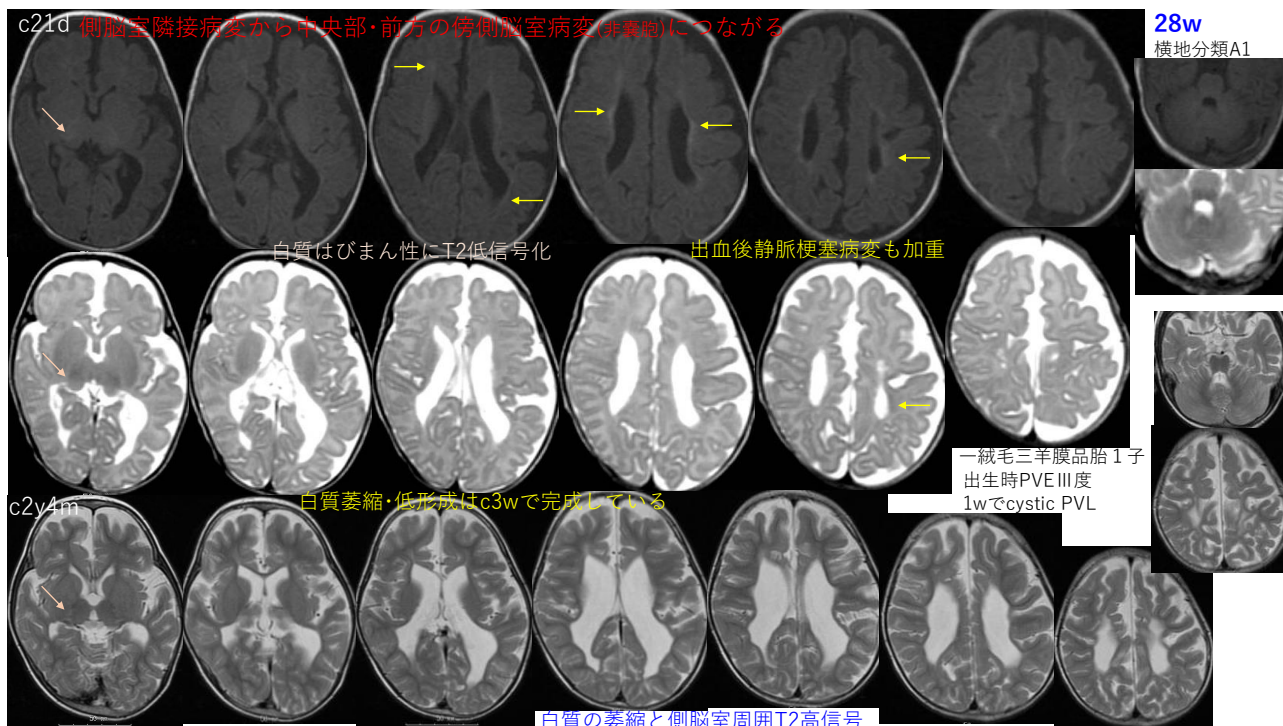 c21d 側脳室隣接病変から中央部・前方の傍側脳室病変(非嚢胞)につながる
28w
横地分類A1
白質はびまん性にT2低信号化
出血後静脈梗塞病変も加重
一絨毛三羊膜品胎1子
出生時PVEⅢ度
1wでcystic PVL
c2y4m
白質萎縮・低形成はc3wで完成している
白質の萎縮と側脳室周囲T2高信号